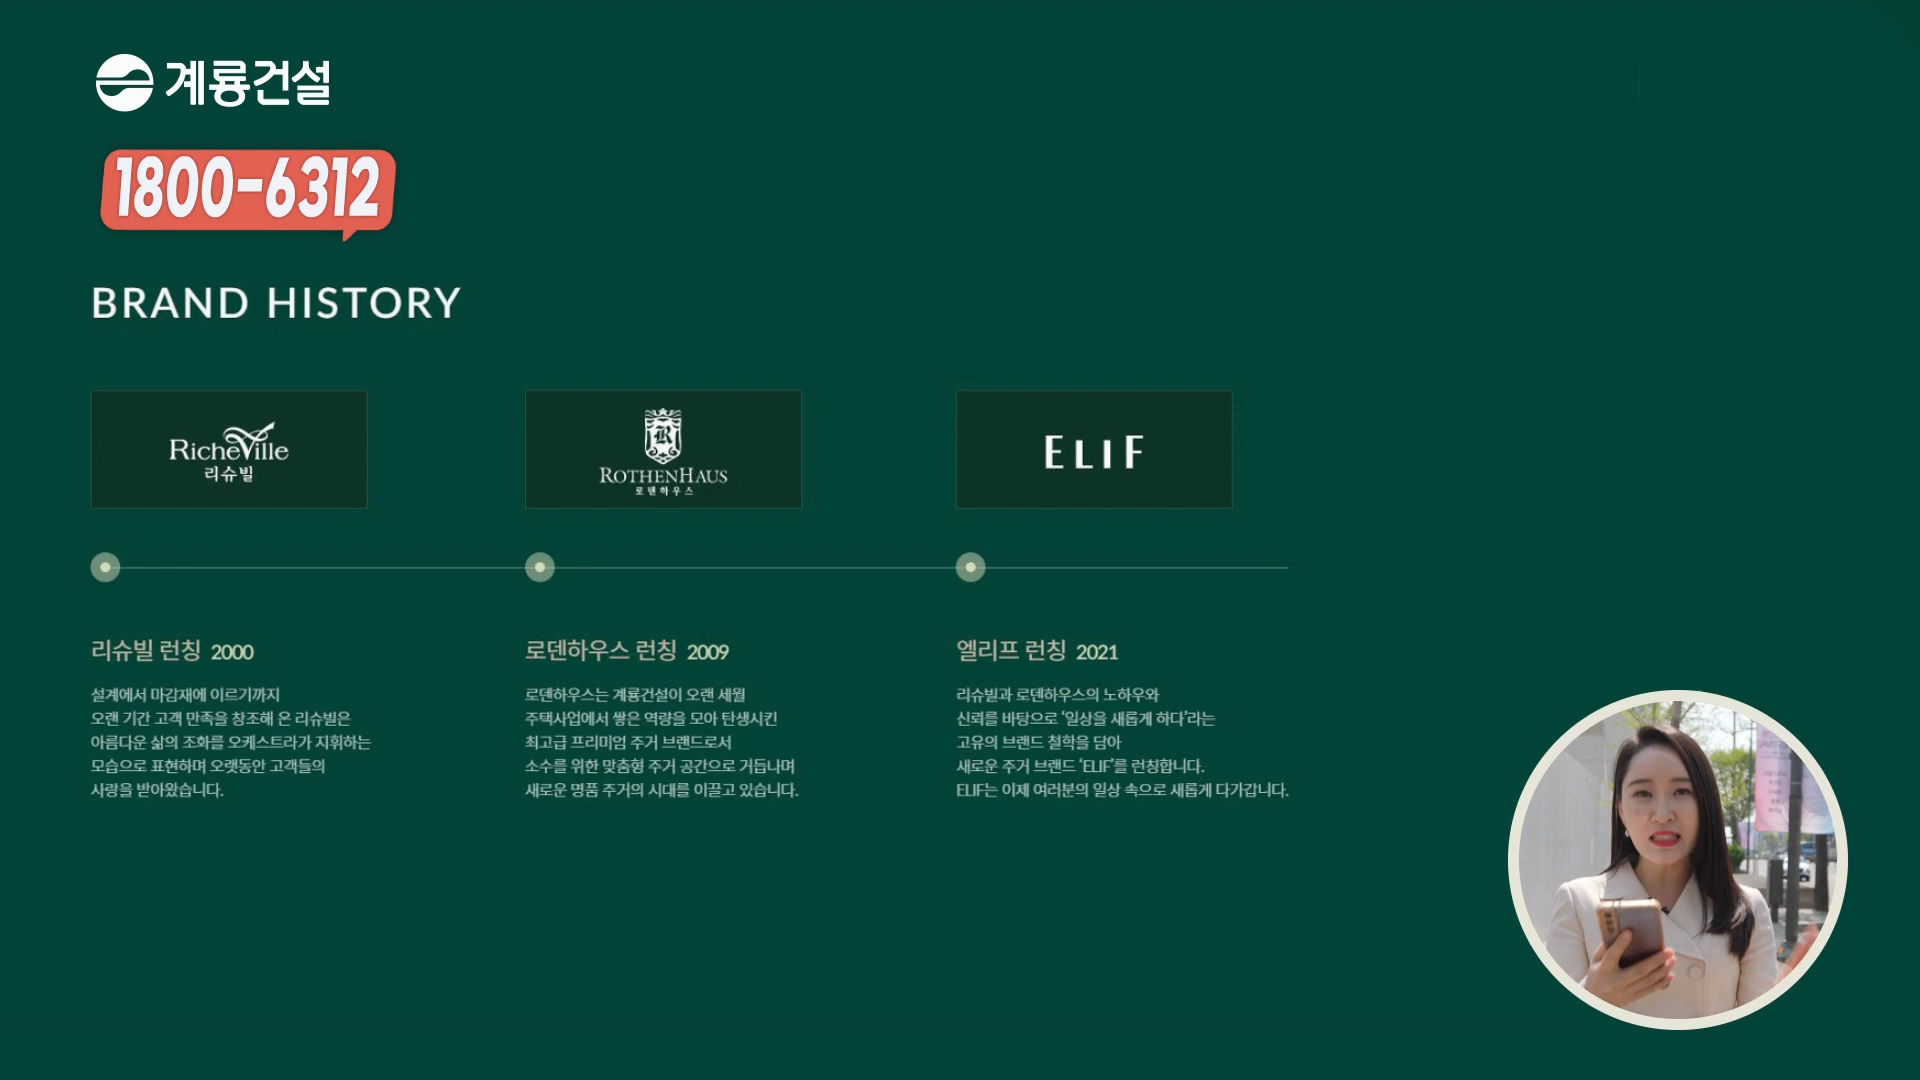 계룡건설
1800-6312
BRAND HISTORY
RicheVille
리슈빌
R
ROTHENHAUS
로덴하우스
ELIF
리슈빌 런칭 2000
설계에서 마감재에 이르기까지
오랜 기간 고객 만족을 창조해 온 리슈빌은
아름다운 삶의 조화를 오케스트라가 지휘하는
모습으로 표현하며 오랫동안 고객들의
사랑을 받아왔습니다.
로덴하우스 런칭 2009
로덴하우스는 계룡건설이 오랜 세월
주택사업에서 쌓은 역량을 모아 탄생시킨
최고급 프리미엄 주거 브랜드로서
소수를 위한 맞춤형 주거 공간으로 거듭나며
새로운 명품 주거의 시대를 이끌고 있습니다.
엘리프 런칭 2021
리슈빌과 로덴하우스의 노하우와
신뢰를 바탕으로 ‘일상을 새롭게 하다’라는
고유의 브랜드 철학을 담아
새로운 주거 브랜드 ‘ELIF’를 런칭합니다.
ELIF는 이제 여러분의 일상 속으로 새롭게 다가갑니다.